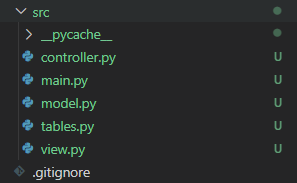 src
__pycache__
controller.py U
main.py U
model.py U
tables.py U
view.py U
.gitignore